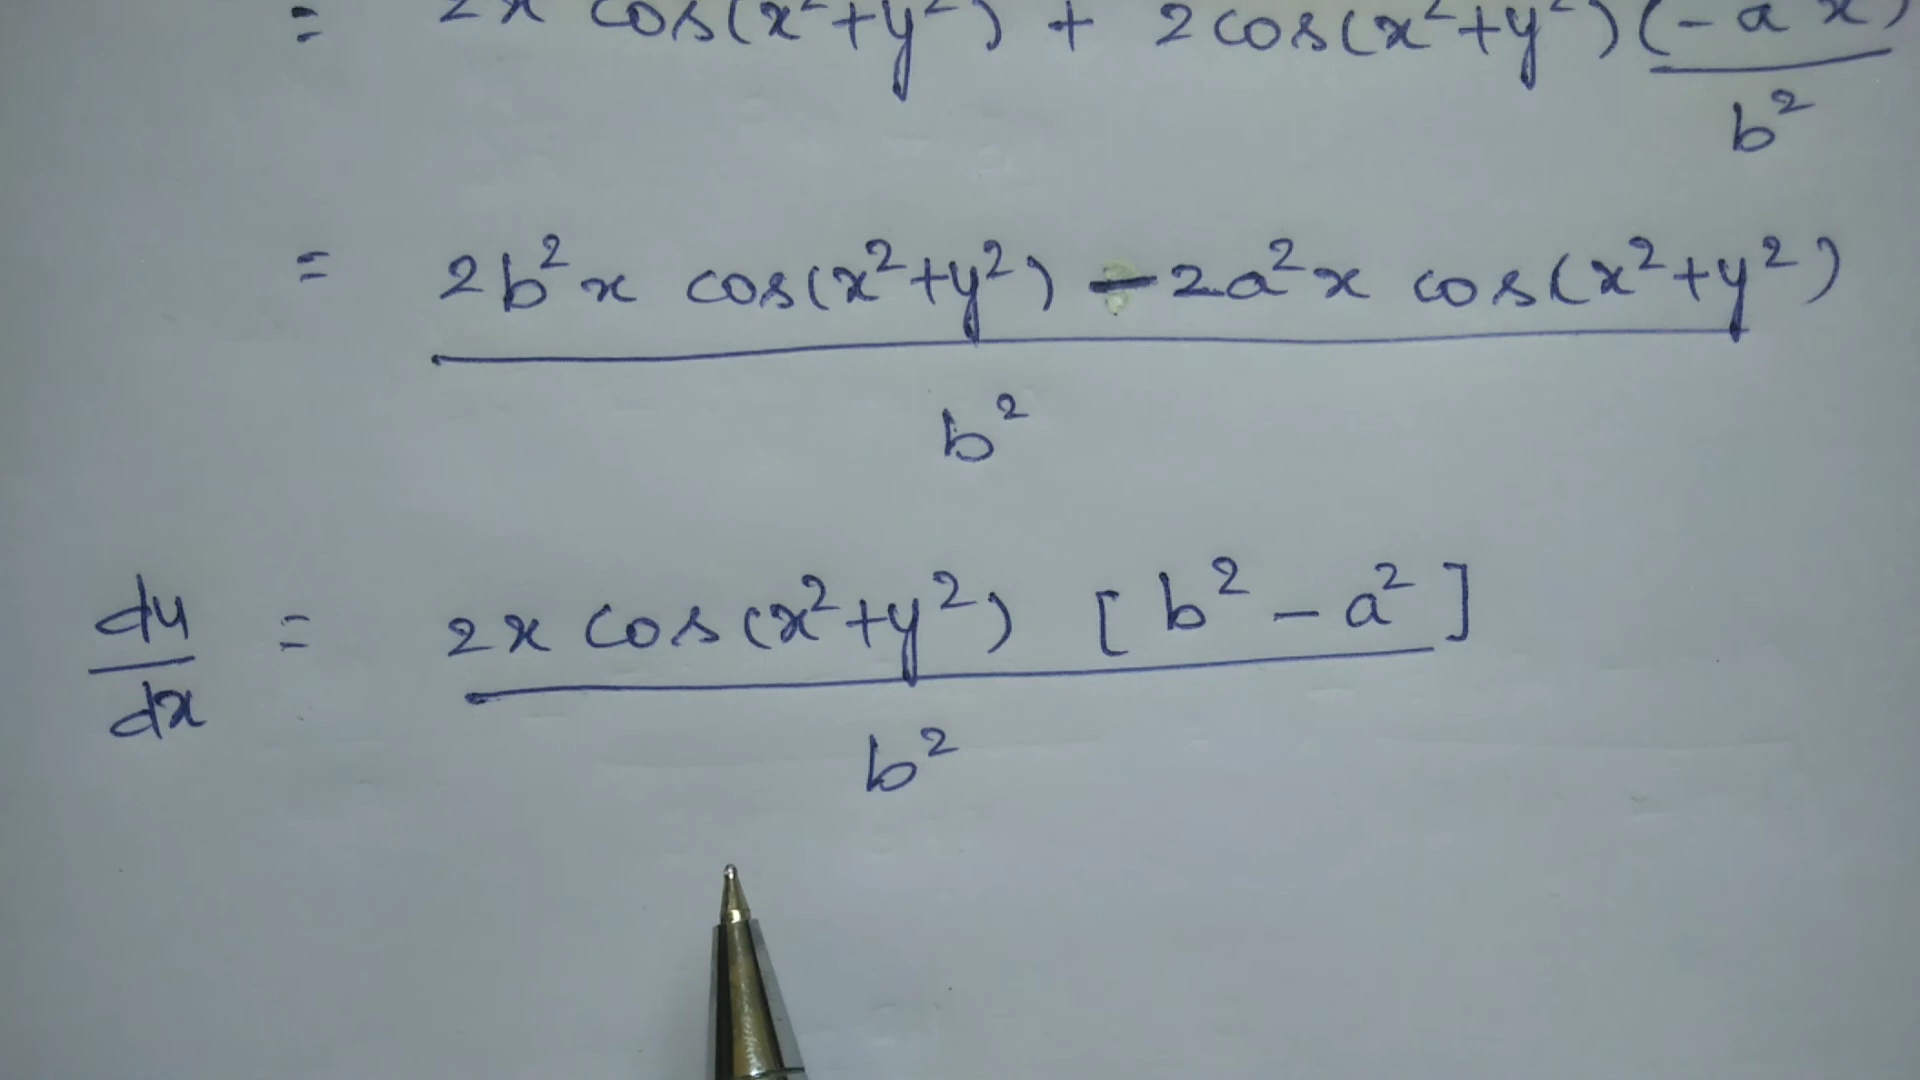 = 2x cos(x²+y²) + 2cos(x²+y²) (-a²x)
b²
= 2b²x cos(x²+y²) - 2a²x cos(x²+y²)
b²
du/dx = 2x cos(x²+y²) [b² - a²]
b²